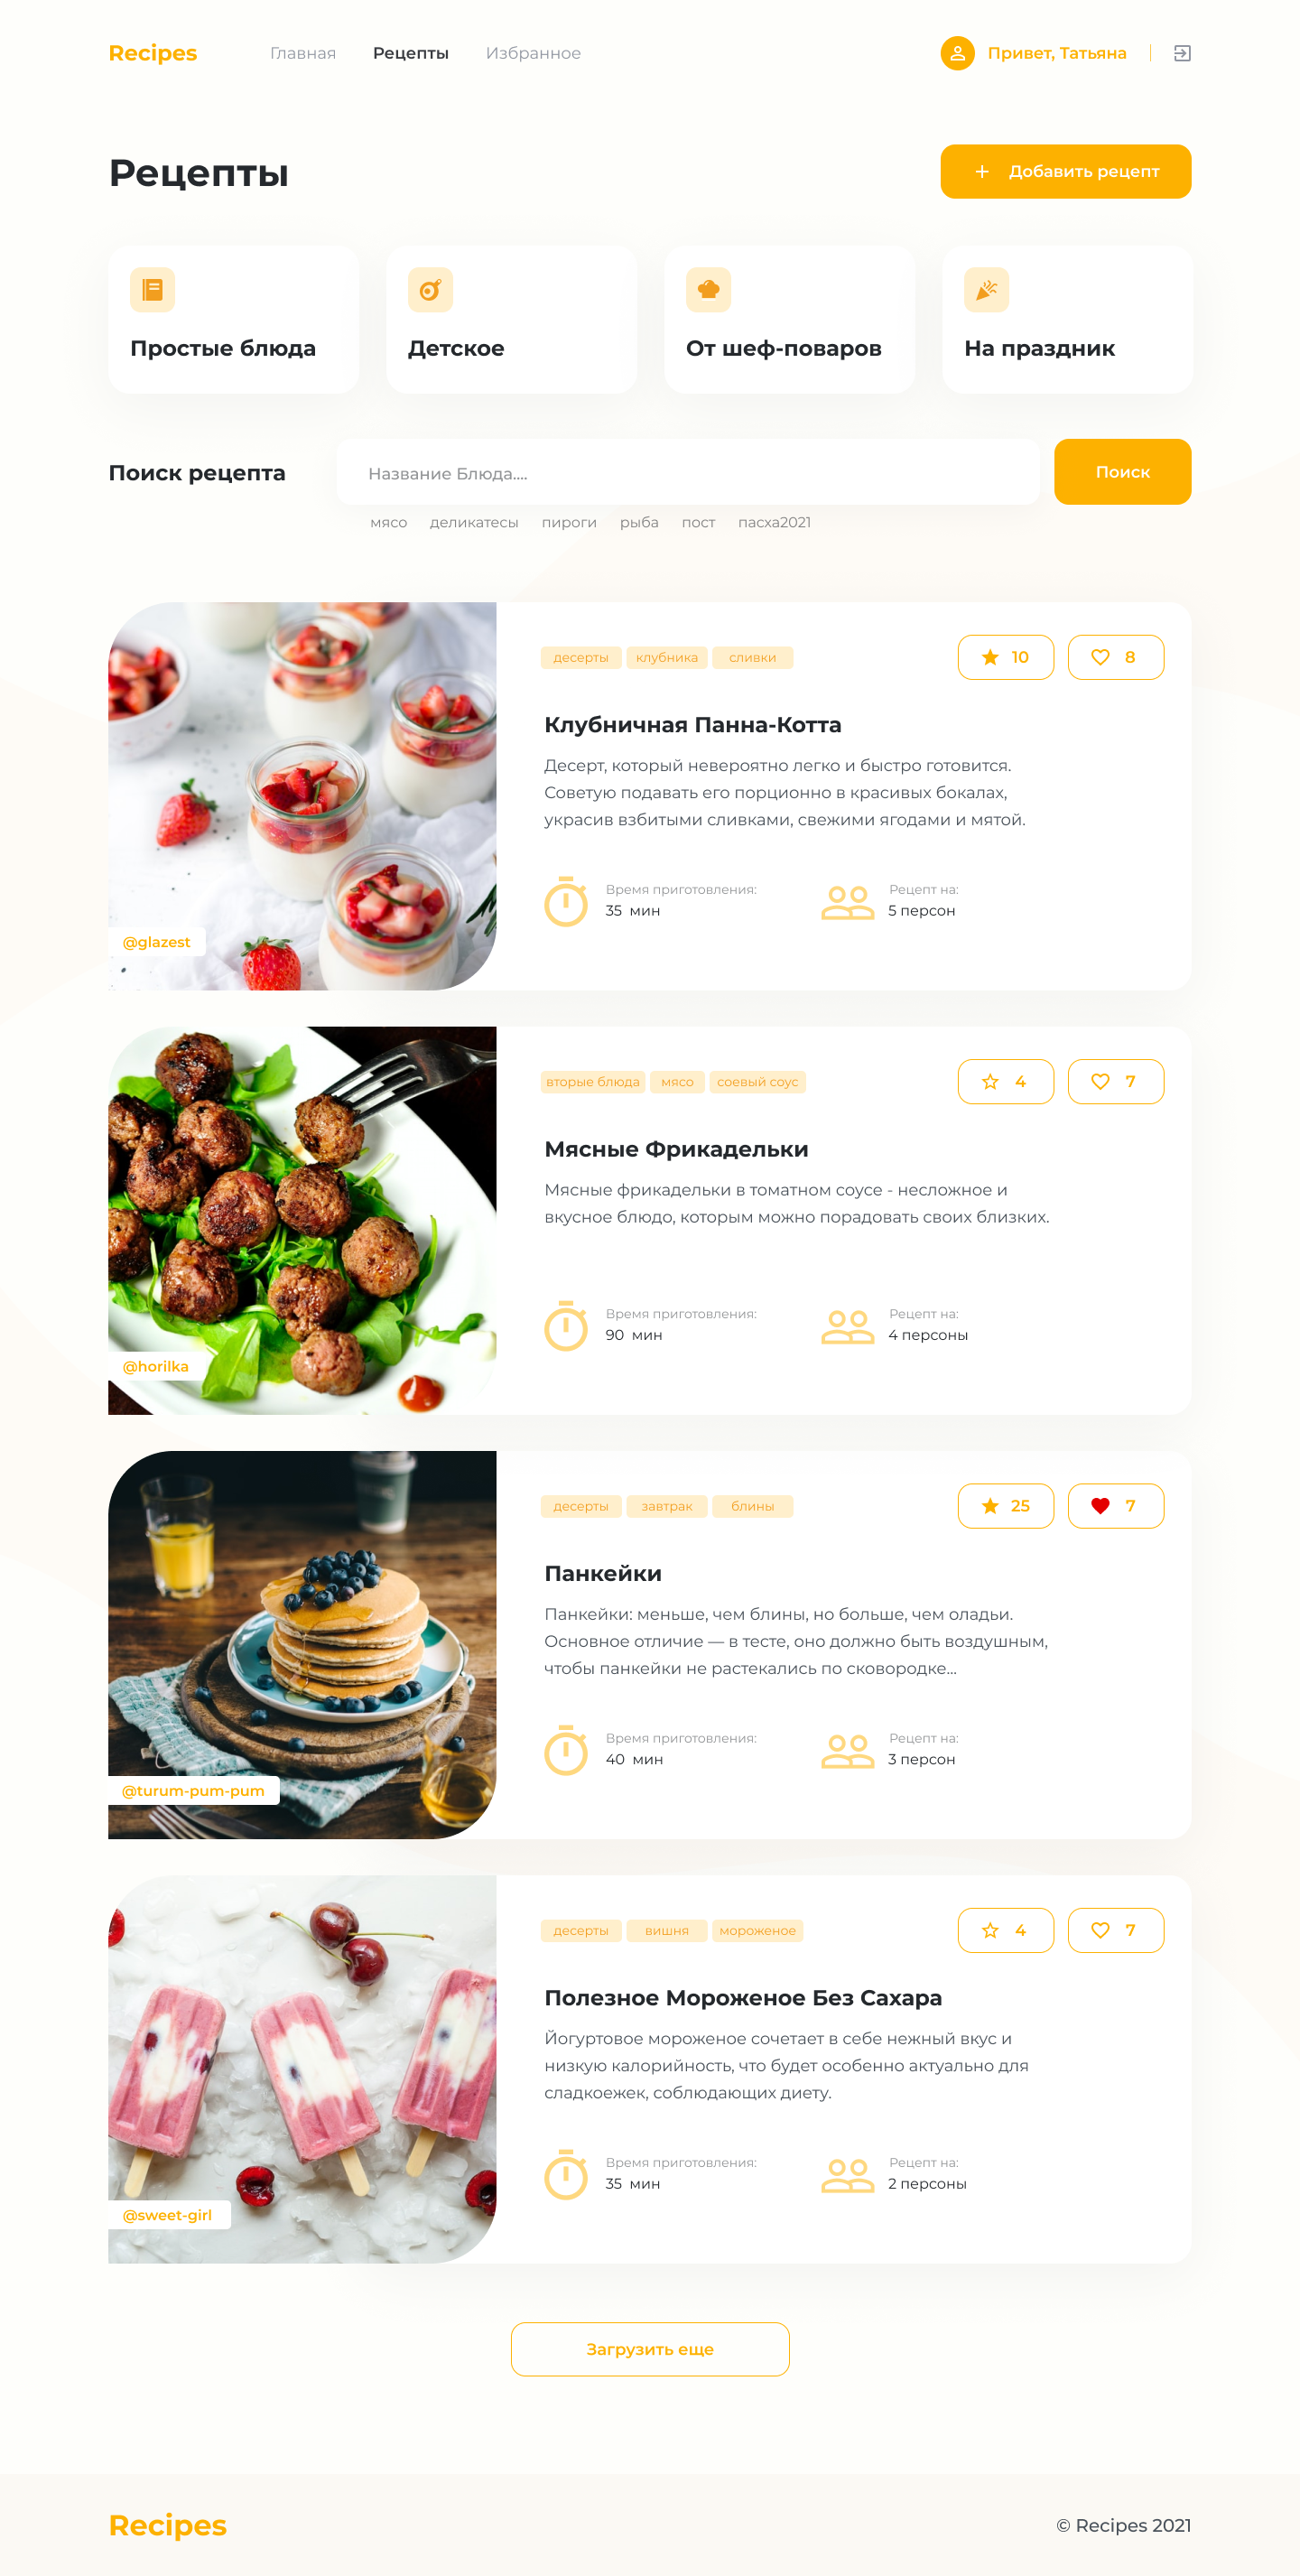 Recipes
Главная
Рецепты
Избранное
Привет, Татьяна
Рецепты
Добавить рецепт
Простые блюда
Детское
От шеф-поваров
На праздник
Поиск рецепта
Название Блюда....
Поиск
мясо
деликатесы
пироги
рыба
пост
пасха2021
десерты
клубника
сливки
10
8
Клубничная Панна-Котта
Десерт, который невероятно легко и быстро готовится.
Советую подавать его порционно в красивых бокалах,
украсив взбитыми сливками, свежими ягодами и мятой.
Время приготовления:
35 мин
Рецепт на:
5 персон
@glazest
вторые блюда
мясо
соевый соус
4
7
Мясные Фрикадельки
Мясные фрикадельки в томатном соусе - несложное и
вкусное блюдо, которым можно порадовать своих близких.
Время приготовления:
90 мин
Рецепт на:
4 персоны
@horilka
десерты
завтрак
блины
25
7
Панкейки
Панкейки: меньше, чем блины, но больше, чем оладьи.
Основное отличие — в тесте, оно должно быть воздушным,
чтобы панкейки не растекались по сковородке...
Время приготовления:
40 мин
Рецепт на:
3 персон
@turum-pum-pum
десерты
вишня
мороженое
4
7
Полезное Мороженое Без Сахара
Йогуртовое мороженое сочетает в себе нежный вкус и
низкую калорийность, что будет особенно актуально для
сладкоежек, соблюдающих диету.
Время приготовления:
35 мин
Рецепт на:
2 персоны
@sweet-girl
Загрузить еще
Recipes
© Recipes 2021